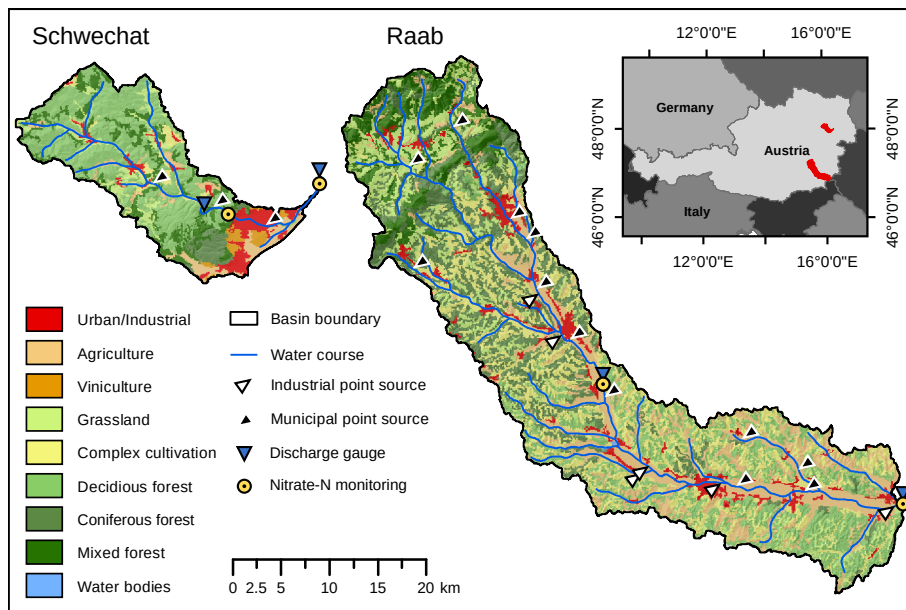 Schwechat
Raab
12°0'0"E
16°0'0"E
48°0'0"N
46°0'0"N
Germany
Austria
Italy
48°0'0"N
46°0'0"N
12°0'0"E
16°0'0"E
Urban/Industrial
Agriculture
Viniculture
Grassland
Complex cultivation
Decidious forest
Coniferous forest
Mixed forest
Water bodies
Basin boundary
Water course
Industrial point source
Municipal point source
Discharge gauge
Nitrate-N monitoring
0 2.5 5 10 15 20 km